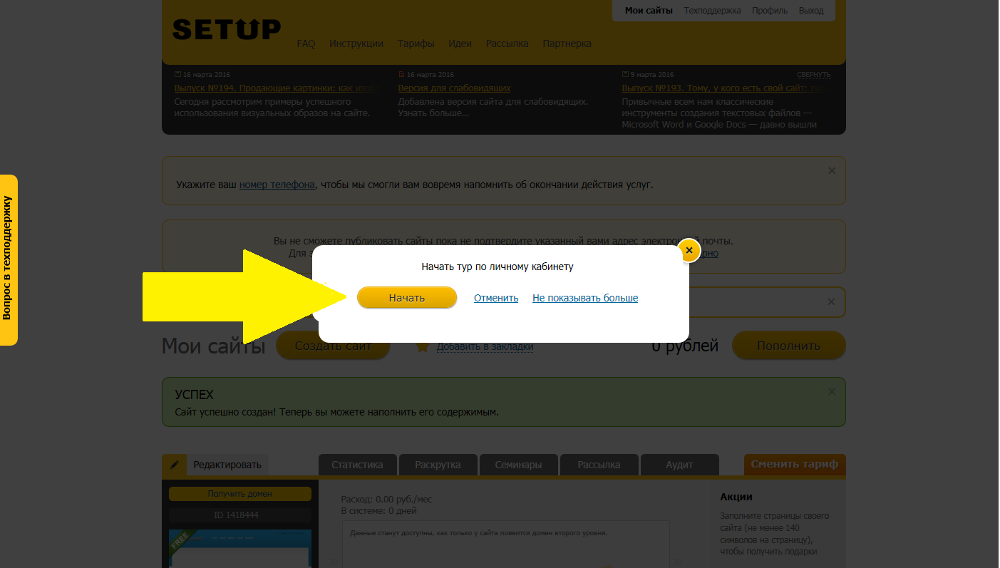 Мои сайты Техподдержка Профиль Выход
SETUP
FAQ Инструкции Тарифы Идеи Рассылка Партнерка
16 марта 2016
Выпуск №194. Продающие картинки: как
Сегодня рассмотрим примеры успешного
использования визуальных образов на сайте.
16 марта 2016
Версия для слабовидящих
Добавлена версия сайта для слабовидящих.
Узнать больше...
9 марта 2016
СВЕРНУТЬ
Выпуск №193. Тому, у кого есть свой сайт:
Привычные всем нам классические
инструменты создания текстовых файлов —
Microsoft Word и Google Docs — давно вышли
Вопрос в техподдержку
Укажите ваш номер телефона, чтобы мы смогли вам вовремя напомнить об окончании действия услуг.
Вы не сможете публиковать сайты пока не подтвердите указанный вами адрес почты.
Для
Начать тур по личному кабинету
Начать Отменить Не показывать больше
Мои сайты Создать сайт Добавить в закладки 0 рублей Пополнить
УСПЕХ
Сайт успешно создан! Теперь вы можете наполнить его содержимым.
Редактировать Статистика Раскрутка Семинары Рассылка Аудит Сменить тариф
Получить домен
ID 1418444
FREE
Расход: 0.00 руб./мес
В системе: 0 дней
Данные станут доступны, как только у сайта появится домен второго уровня.
30 30
Акции
Заполните страницы своего
сайта (не менее 140
символов на страницу),
чтобы получить подарки